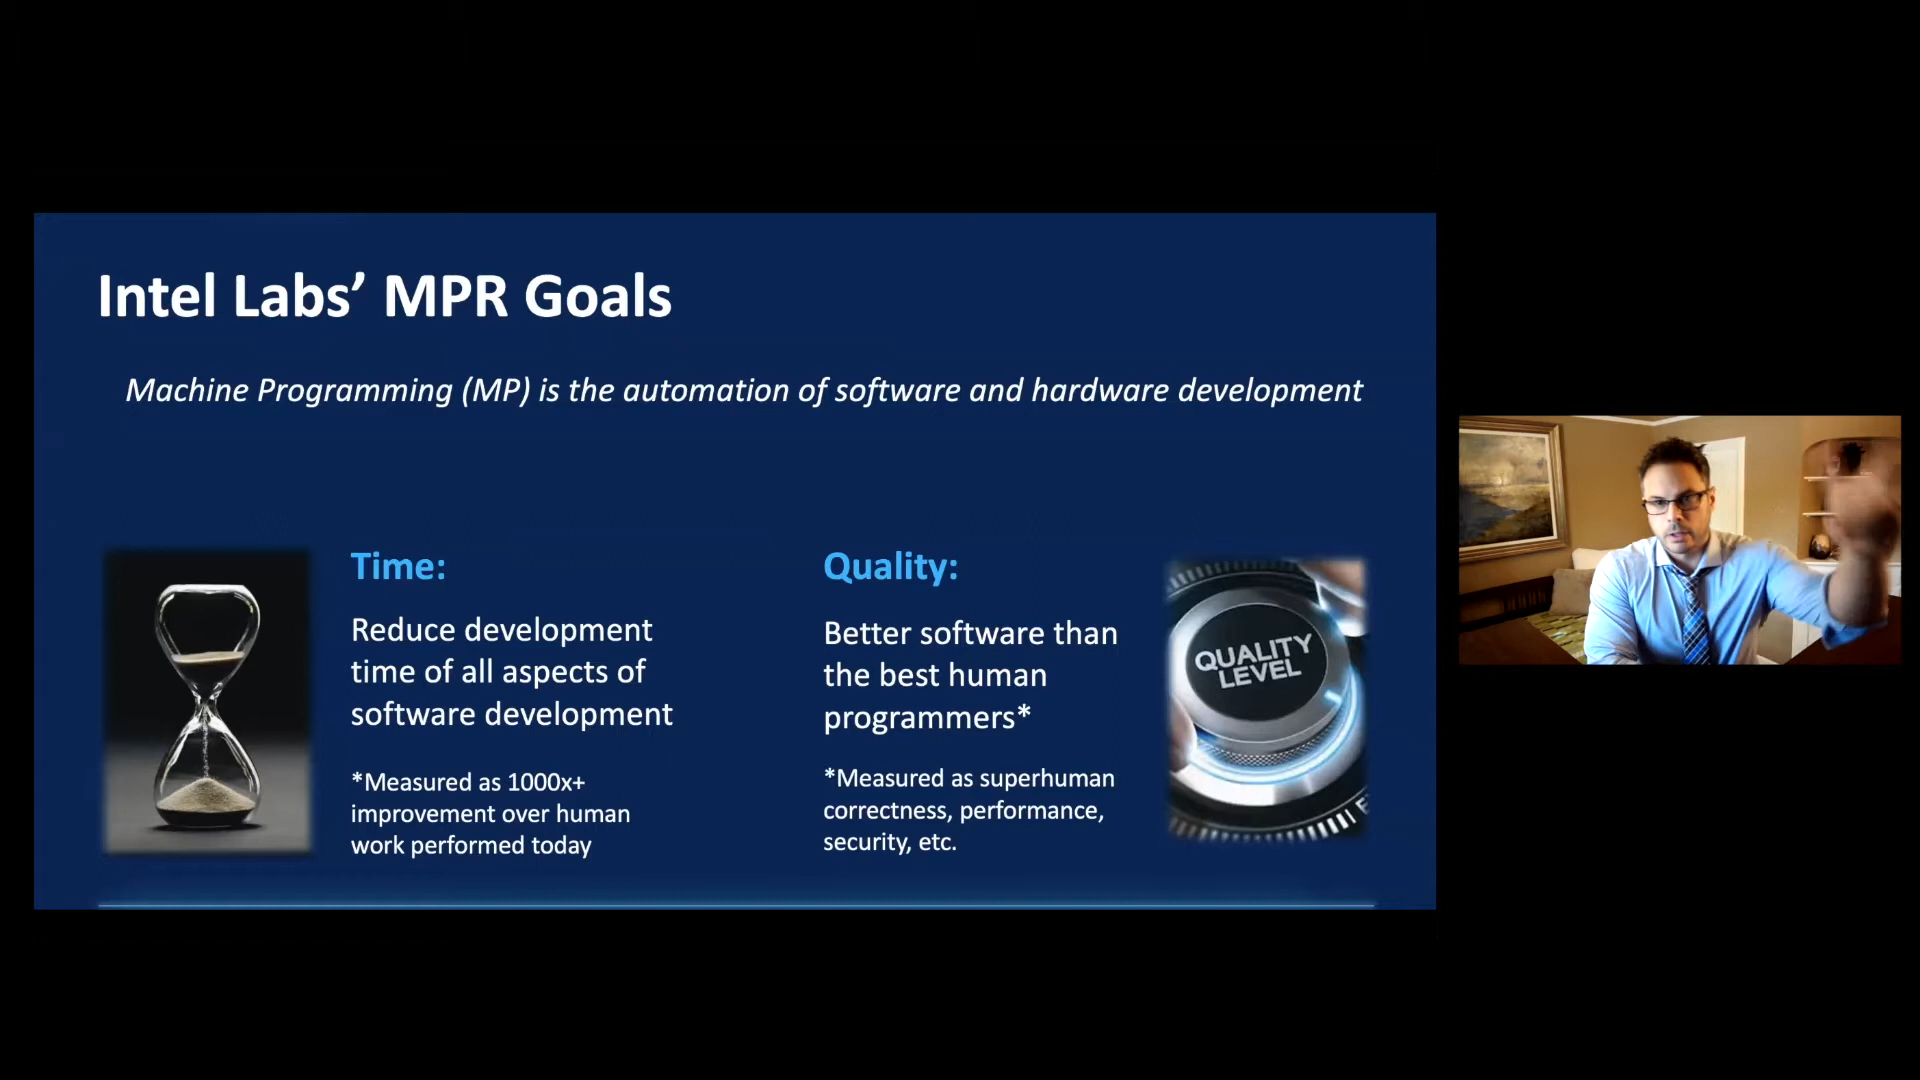 Intel Labs’ MPR Goals
Machine Programming (MP) is the automation of software and hardware development
Time:
Reduce development
time of all aspects of
software development
*Measured as 1000x+
improvement over human
work performed today
Quality:
Better software than
the best human
programmers*
*Measured as superhuman
correctness, performance,
security, etc.
QUALITY
LEVEL